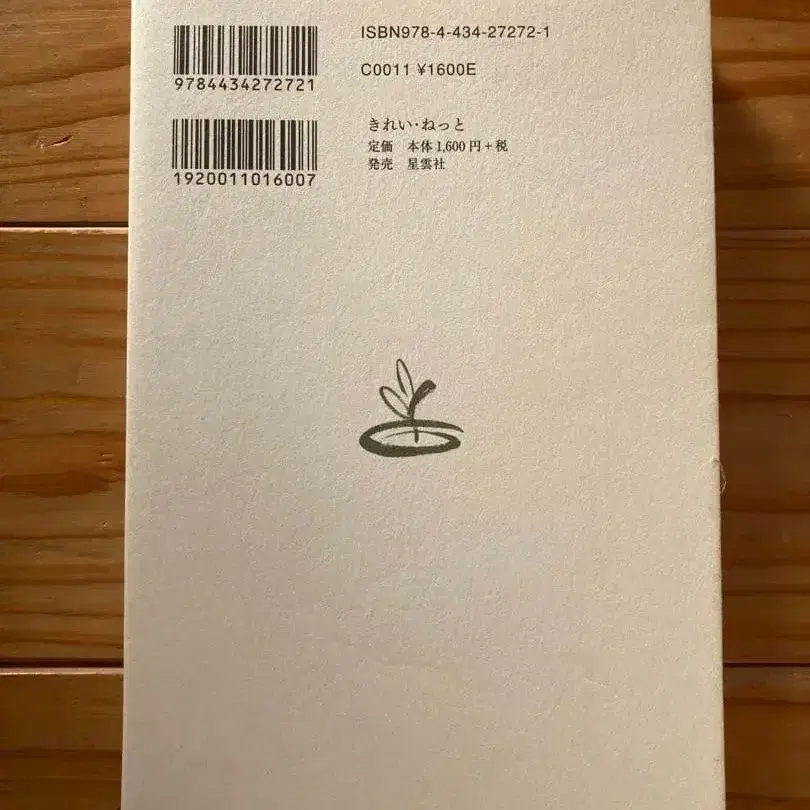 ISBN978-4-434-27272-1
9784434272721
C0011 ¥1600E
きれい・ねっと
定価 本体1,600円+税
1920011016007
発売 星雲社